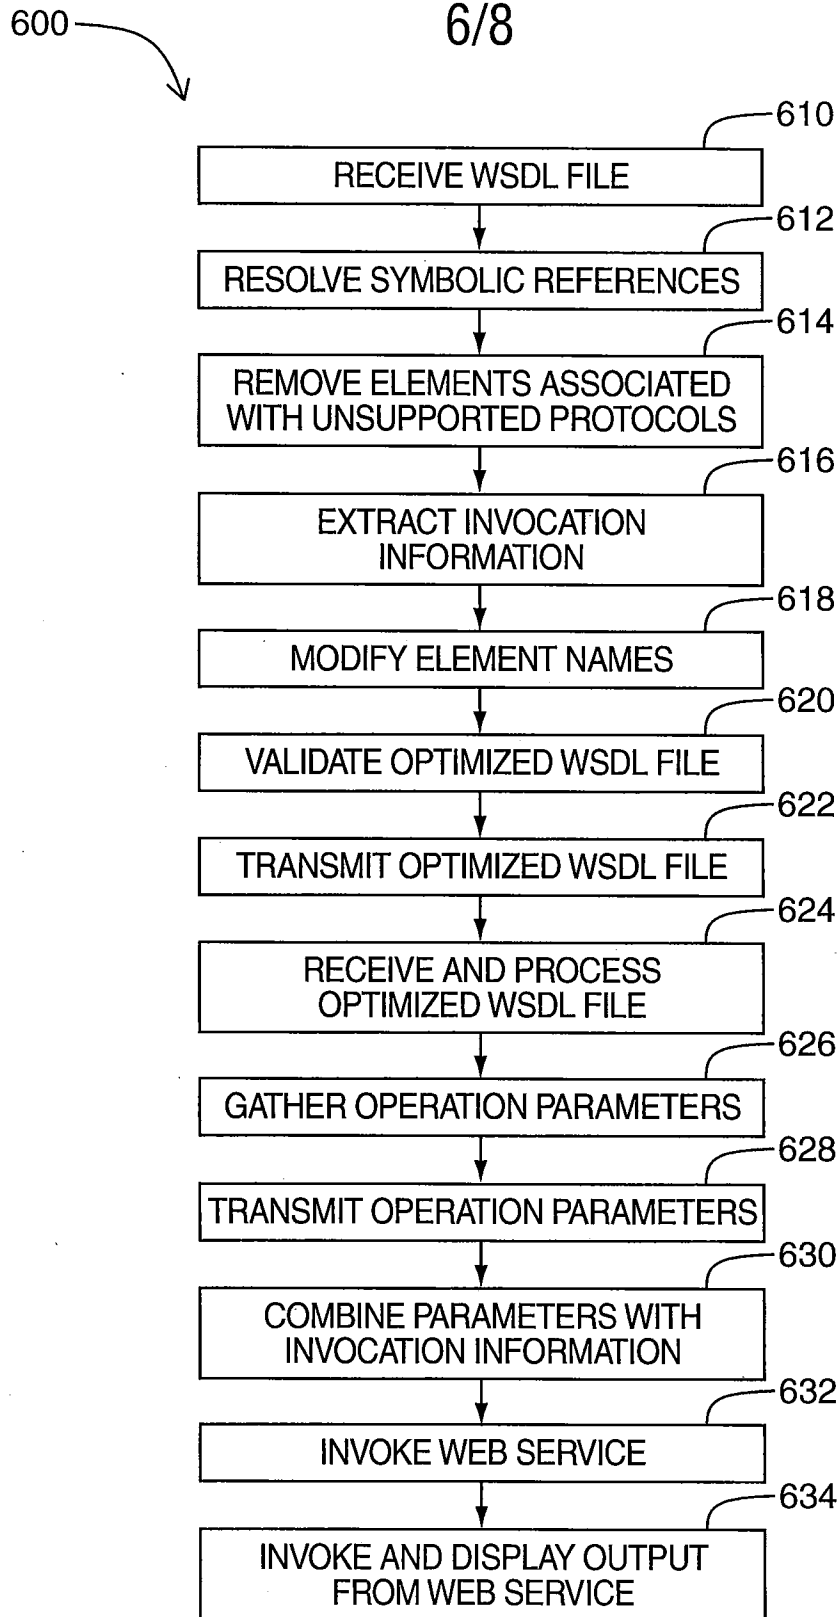 600
6/8
610
RECEIVE WSDL FILE
612
RESOLVE SYMBOLIC REFERENCES
614
REMOVE ELEMENTS ASSOCIATED
WITH UNSUPPORTED PROTOCOLS
616
EXTRACT INVOCATION
INFORMATION
618
MODIFY ELEMENT NAMES
620
VALIDATE OPTIMIZED WSDL FILE
622
TRANSMIT OPTIMIZED WSDL FILE
624
RECEIVE AND PROCESS
OPTIMIZED WSDL FILE
626
GATHER OPERATION PARAMETERS
628
TRANSMIT OPERATION PARAMETERS
630
COMBINE PARAMETERS WITH
INVOCATION INFORMATION
632
INVOKE WEB SERVICE
634
INVOKE AND DISPLAY OUTPUT
FROM WEB SERVICE